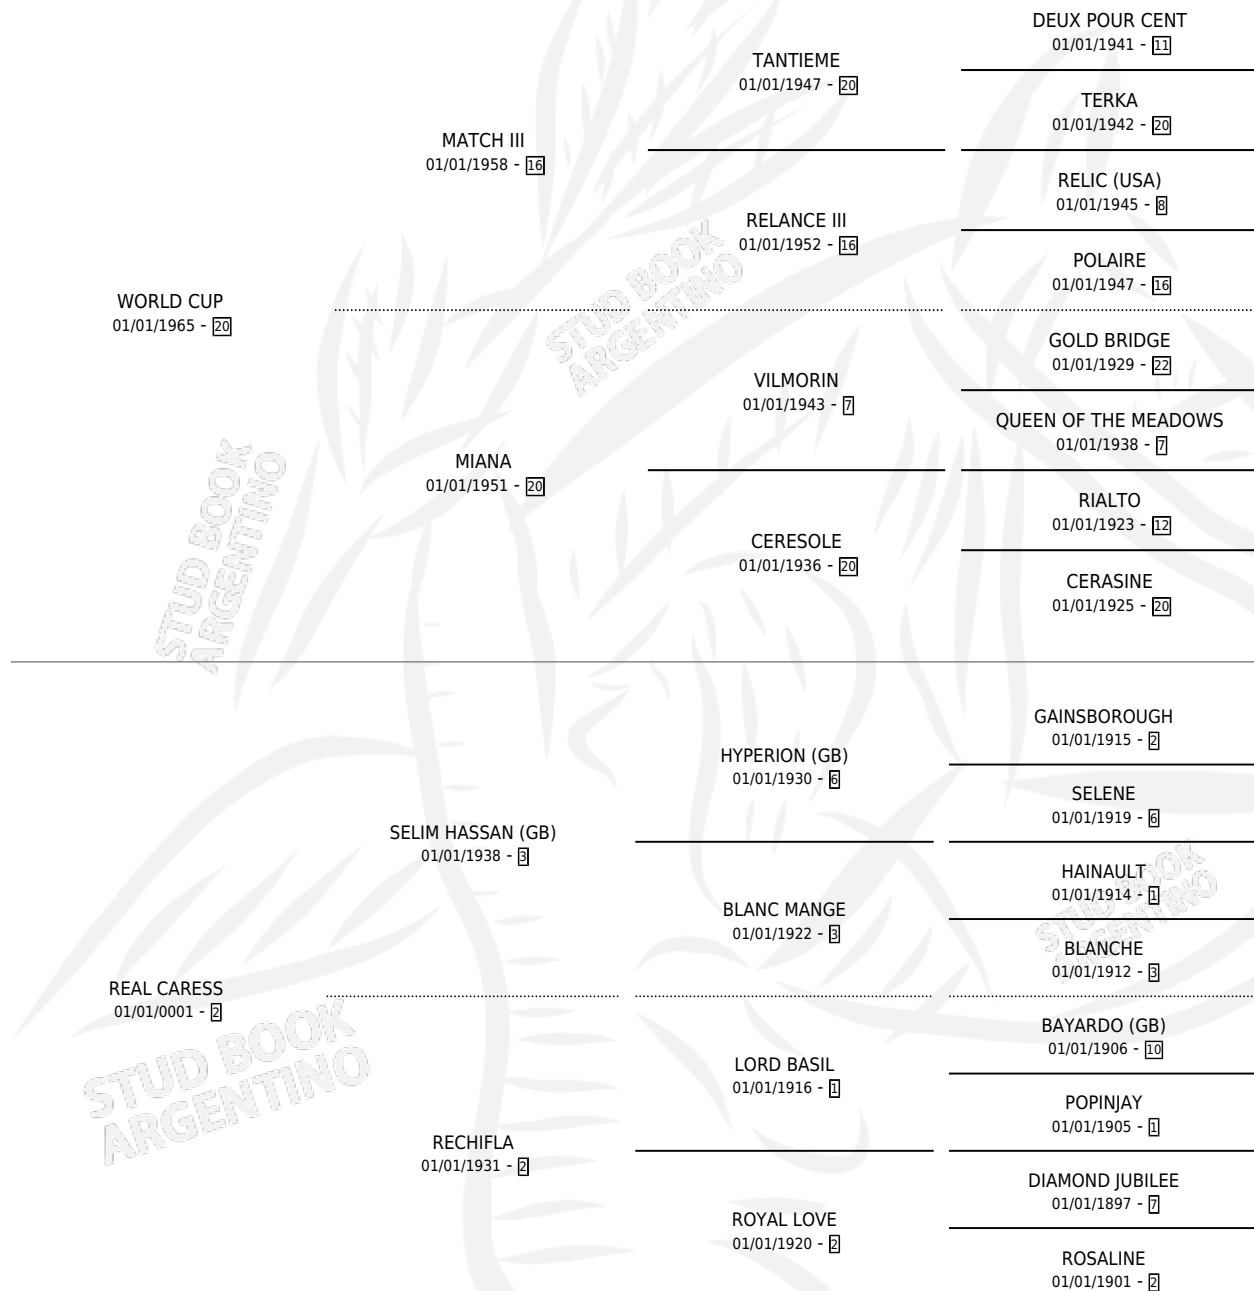 DEUX POUR CENT
01/01/1941 - 11
TANTIEME
01/01/1947 - 20
TERKA
01/01/1942 - 20
MATCH III
01/01/1958 - 16
RELIC (USA)
01/01/1945 - 8
RELANCE III
01/01/1952 - 16
POLAIRE
01/01/1947 - 16
WORLD CUP
01/01/1965 - 20
GOLD BRIDGE
01/01/1929 - 22
VILMORIN
01/01/1943 - 7
QUEEN OF THE MEADOWS
01/01/1938 - 7
MIANA
01/01/1951 - 20
RIALTO
01/01/1923 - 12
CERESOLE
01/01/1936 - 20
CERASINE
01/01/1925 - 20
STUD BOOK
ARGENTINO
STUD BOOK
ARGENTINO
GAINSBOROUGH
01/01/1915 - 2
HYPERION (GB)
01/01/1930 - 6
SELENE
01/01/1919 - 6
SELIM HASSAN (GB)
01/01/1938 - 3
HAINAULT
01/01/1914 - 1
BLANC MANGE
01/01/1922 - 3
BLANCHE
01/01/1912 - 3
REAL CARESS
01/01/0001 - 2
BAYARDO (GB)
01/01/1906 - 10
LORD BASIL
01/01/1916 - 1
POPINJAY
01/01/1905 - 1
RECHIFLA
01/01/1931 - 2
DIAMOND JUBILEE
01/01/1897 - 7
ROYAL LOVE
01/01/1920 - 2
ROSALINE
01/01/1901 - 2
STUD BOOK
ARGENTINO
STUD BOOK
ARGENTINO